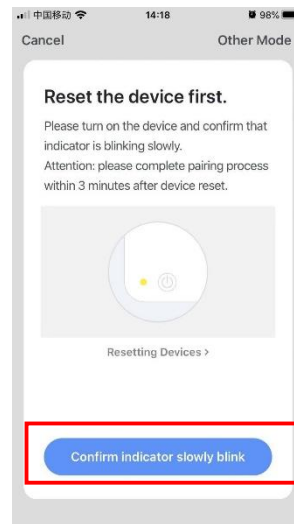 中国移动 14:18 98%
Cancel Other Mode
Reset the device first.
Please turn on the device and confirm that
indicator is blinking slowly.
Attention: please complete pairing process
within 3 minutes after device reset.
Resetting Devices >
Confirm indicator slowly blink